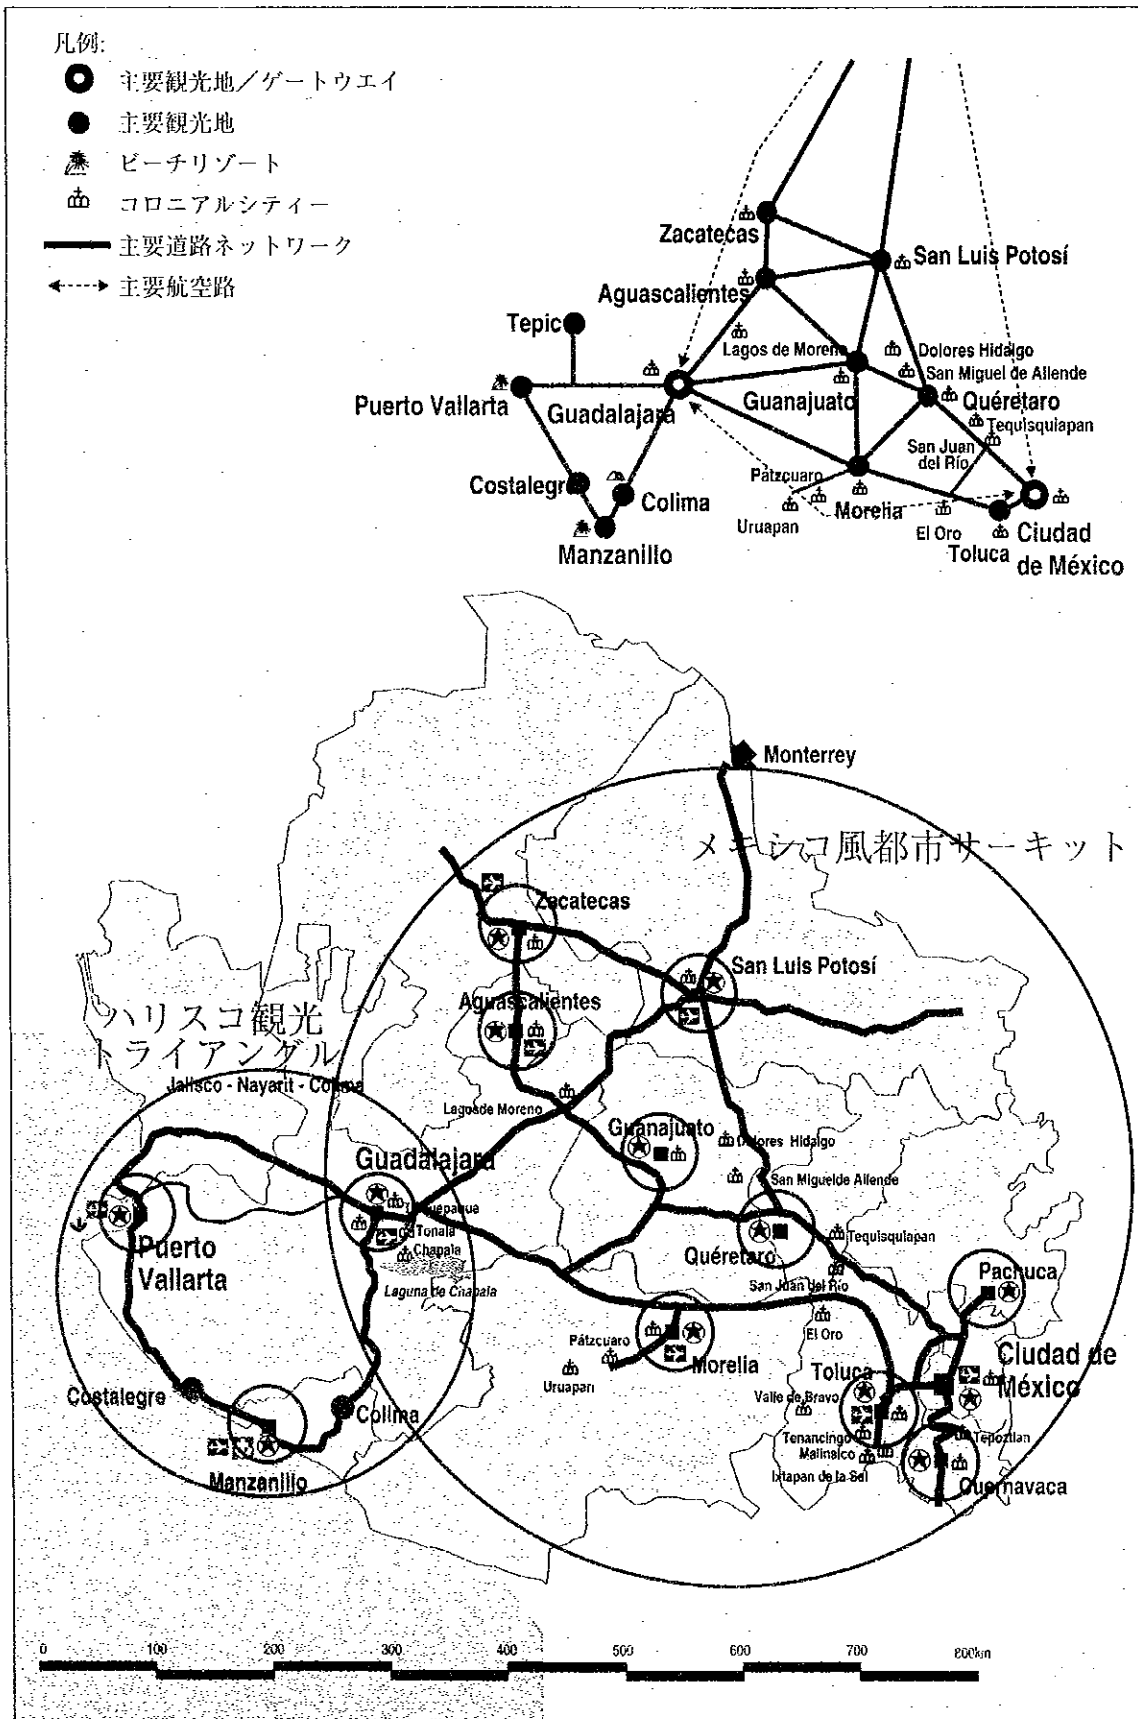 凡例:
主要観光地／ゲートウエイ
主要観光地
ビーチリゾート
コロニアルシティー
主要道路ネットワーク
主要航空路
Zacatecas
San Luis Potosí
Aguascalientes
Tepic
Lagos de Moreno
Dolores Hidalgo
San Miguel de Allende
Puerto Vallarta
Guadalajara
Guanajuato
Quéretaro
Tequisquiapan
San Juan
del Río
Pátzcuaro
Costalegre
Colima
Uruapan
Morelia
El Oro
Toluca
Ciudad
de México
Manzanillo
Monterrey
メキシコ風都市サーキット
Zacatecas
San Luis Potosí
Aguascalientes
ハリスコ観光
トライアングル
Jalisco - Nayarit - Colima
Lagos de Moreno
Guanajuato
Dolores Hidalgo
Guadalajara
San Miguel de Allende
Tlaquepaque
Tonala
Chapala
Laguna de Chapala
Puerto
Vallarta
Quéretaro
Tequisquiapan
San Juan del Río
Pachuca
El Oro
Pátzcuaro
Morelia
Uruapan
Toluca
Ciudad de
México
Valle de Bravo
Costalegre
Colima
Tenancingo
Malinalco
Tepoztlan
Ixtapan de la Sal
Manzanillo
Cuernavaca
0 100 200 300 400 500 600 700 800km